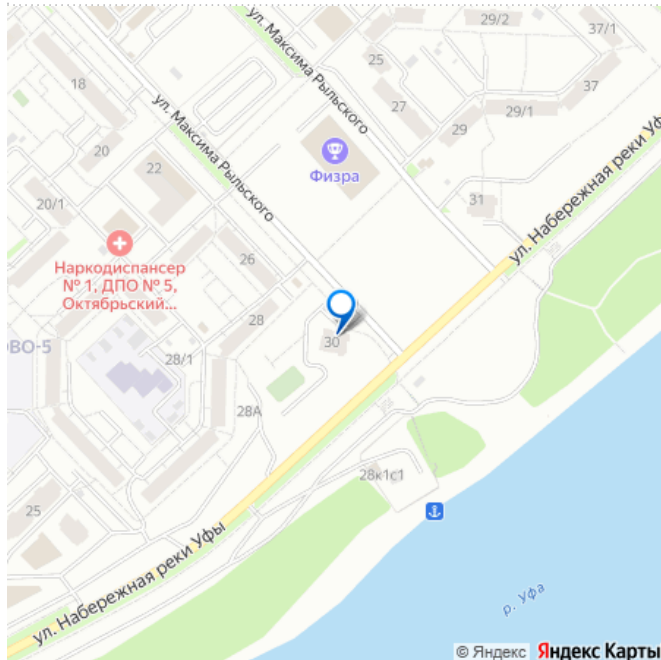 29/2
37/1
ул. Максима Рыльского
25
37
18
27
29/1
ул. Максима Рыльского
29
20
22
Физра
31
ул. Набережная реки Уф
20/1
Наркодиспансер
№ 1, ДПО № 5,
Октябрьский...
26
28
30
ОВО-5
28/1
28А
28к1с1
25
ул. Набережная реки Уфы
р. Уфа
© Яндекс Яндекс Карты